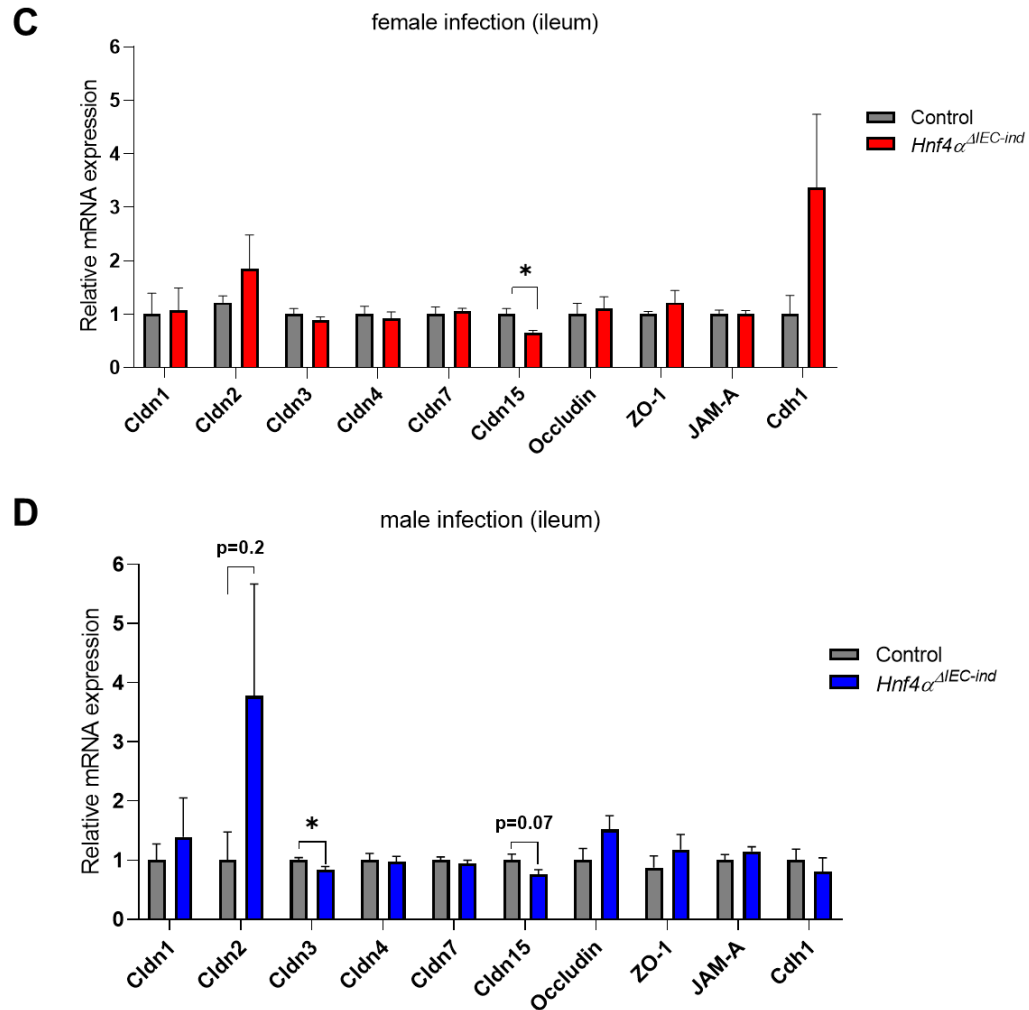 C
female infection (ileum)
Relative mRNA expression
6
5
4
3
2
1
0
*
Cldn1
Cldn2
Cldn3
Cldn4
Cldn7
Cldn15
Occludin
ZO-1
JAM-A
Cdh1
Control
Hnf4α^ΔIEC-ind
D
male infection (ileum)
Relative mRNA expression
6
5
4
3
2
1
0
p=0.2
*
p=0.07
Cldn1
Cldn2
Cldn3
Cldn4
Cldn7
Cldn15
Occludin
ZO-1
JAM-A
Cdh1
Control
Hnf4α^ΔIEC-ind